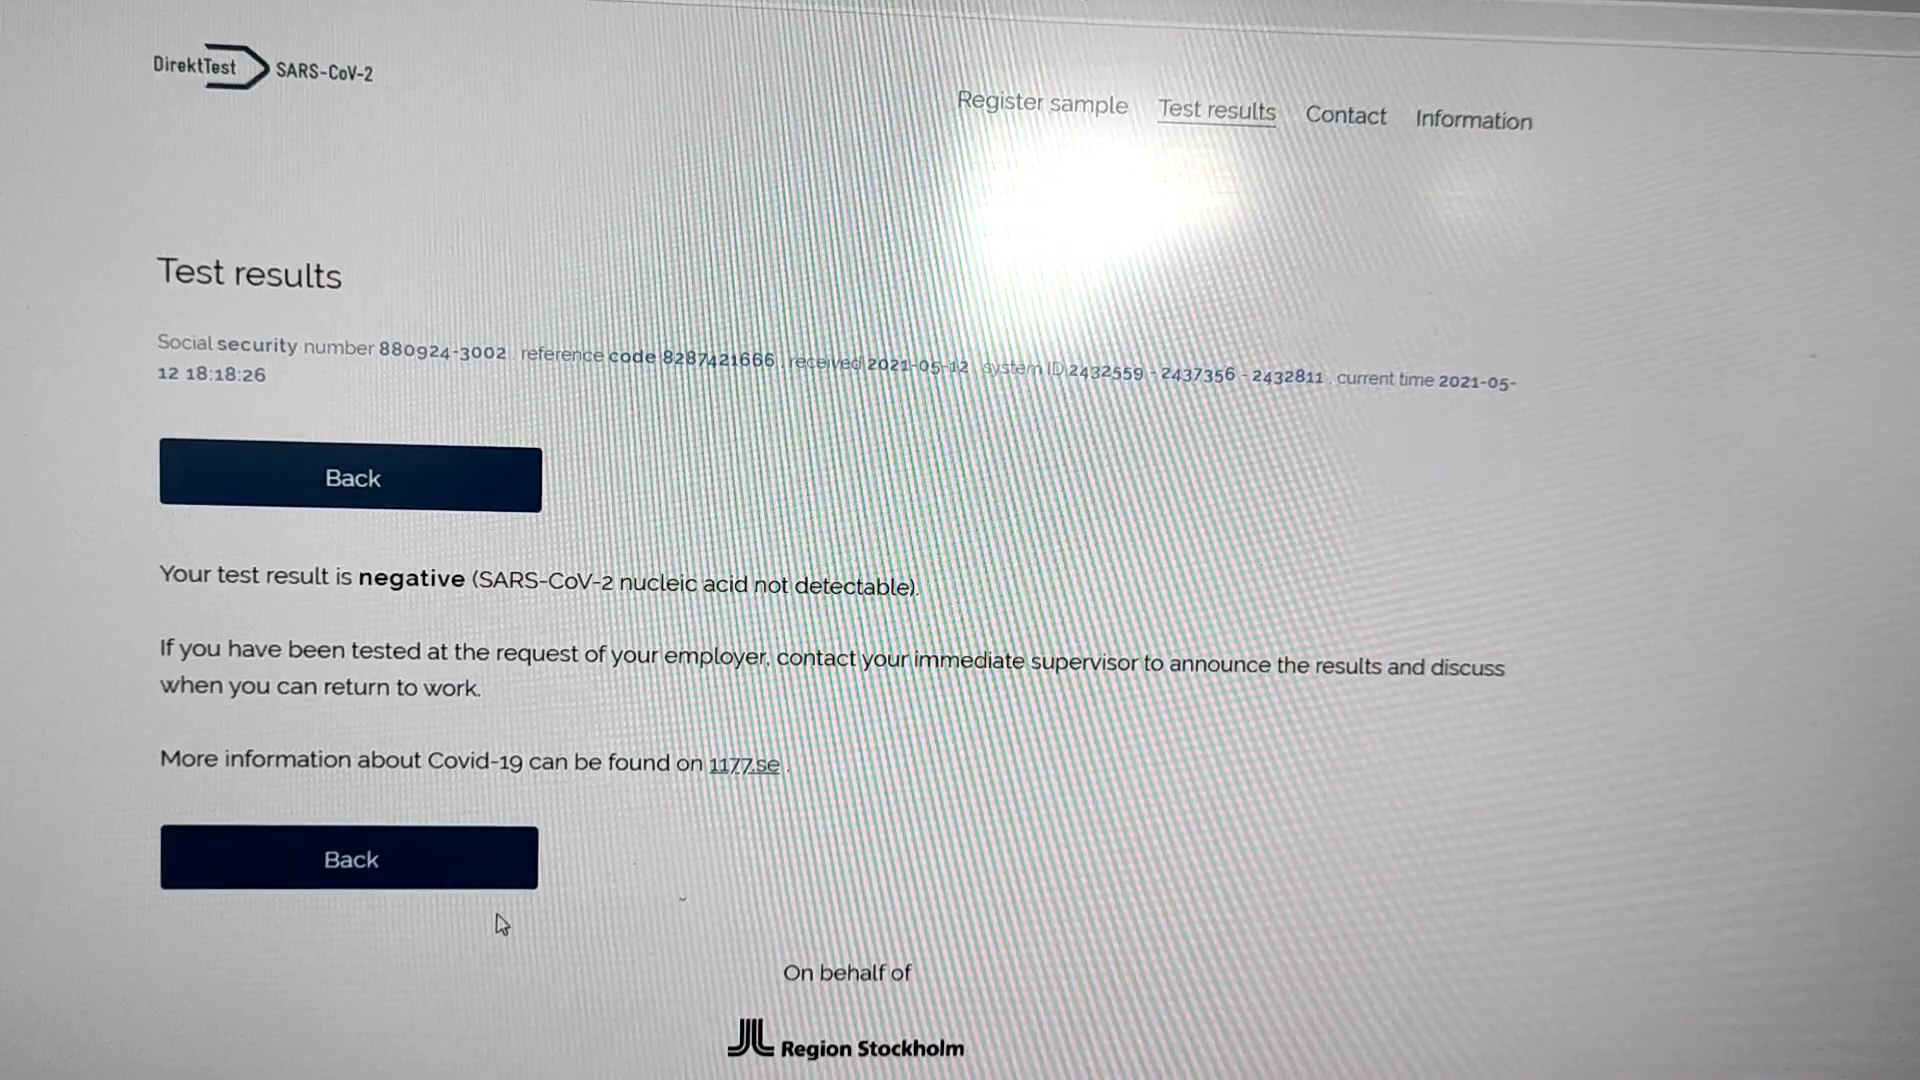 DirektTest SARS-CoV-2
Register sample Test results Contact Information
Test results
Social security number 880924-3002 , reference code 8287421666 , received 2021-05-12 system ID 2432559 - 2437356 - 2432811 , current time 2021-05-
12 18:18:26
Back
Your test result is negative (SARS-CoV-2 nucleic acid not detectable).
If you have been tested at the request of your employer, contact your immediate supervisor to announce the results and discuss
when you can return to work.
More information about Covid-19 can be found on 1177.se .
Back
On behalf of
Region Stockholm